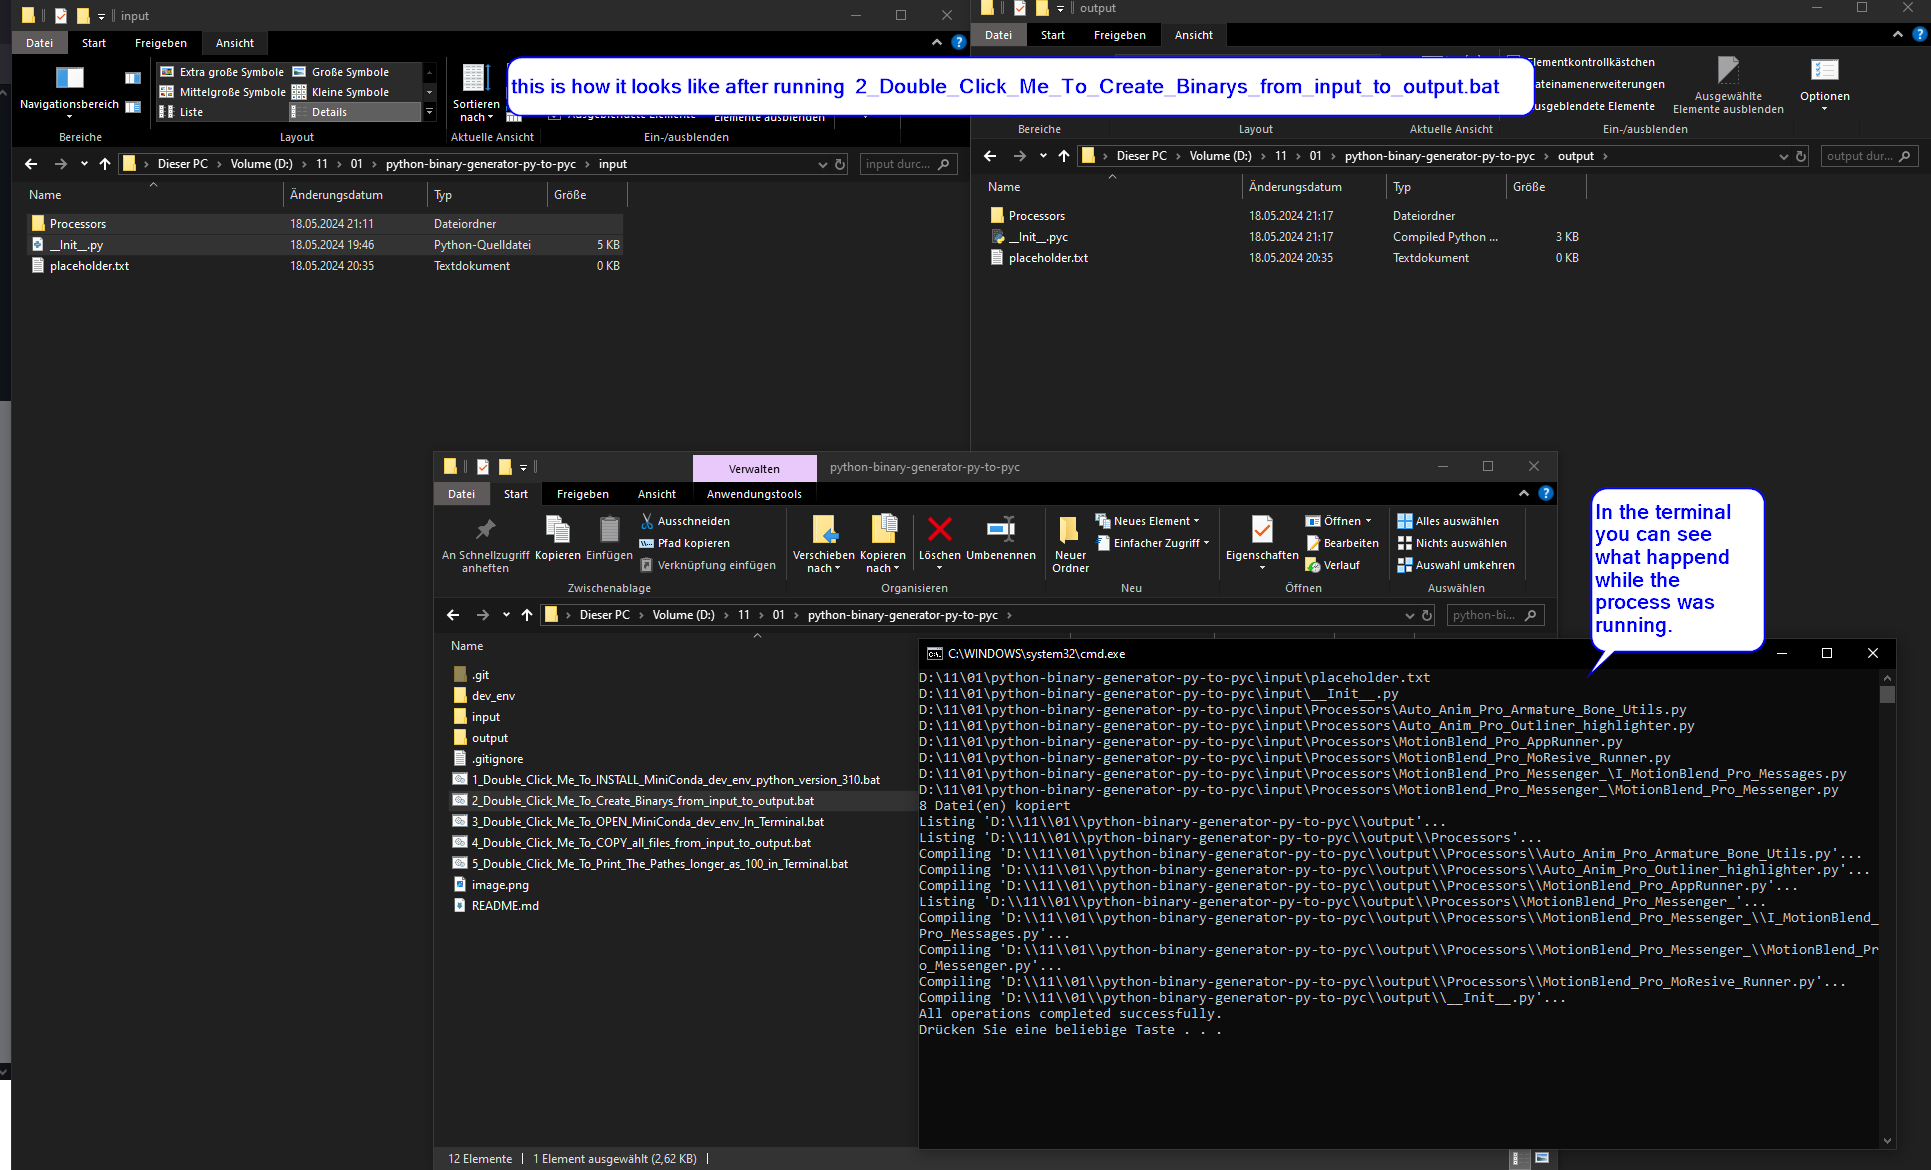 input
Datei Start Freigeben Ansicht
Extra große Symbole Große Symbole
Mittelgroße Symbole Kleine Symbole
Liste Details
Navigationsbereich
Sortieren nach
Bereiche Layout Aktuelle Ansicht Ein-/ausblenden
Dieser PC Volume (D:) 11 01 python-binary-generator-py-to-pyc input
input durc...
Name Änderungsdatum Typ Größe
Processors 18.05.2024 21:11 Dateiordner
__Init__.py 18.05.2024 19:46 Python-Quelldatei 5 KB
placeholder.txt 18.05.2024 20:35 Textdokument 0 KB
this is how it looks like after running 2_Double_Click_Me_To_Create_Binarys_from_input_to_output.bat
output
Datei Start Freigeben Ansicht
Elementkontrollkästchen
Dateinamenerweiterungen
Ausgeblendete Elemente
Ausgewählte
Elemente ausblenden
Optionen
Bereiche Layout Aktuelle Ansicht Ein-/ausblenden
Dieser PC Volume (D:) 11 01 python-binary-generator-py-to-pyc output
output dur...
Name Änderungsdatum Typ Größe
Processors 18.05.2024 21:17 Dateiordner
__Init__.pyc 18.05.2024 21:17 Compiled Python ... 3 KB
placeholder.txt 18.05.2024 20:35 Textdokument 0 KB
Verwalten python-binary-generator-py-to-pyc
Datei Start Freigeben Ansicht Anwendungstools
An Schnellzugriff
anheften
Kopieren Einfügen
Ausschneiden
Pfad kopieren
Verknüpfung einfügen
Verschieben
nach
Kopieren
nach
Löschen Umbenennen
Neuer
Ordner
Neues Element
Einfacher Zugriff
Eigenschaften
Öffnen
Bearbeiten
Verlauf
Alles auswählen
Nichts auswählen
Auswahl umkehren
Zwischenablage Organisieren Neu Öffnen Auswählen
Dieser PC Volume (D:) 11 01 python-binary-generator-py-to-pyc
python-bi...
Name
.git
dev_env
input
output
.gitignore
1_Double_Click_Me_To_INSTALL_MiniConda_dev_env_python_version_310.bat
2_Double_Click_Me_To_Create_Binarys_from_input_to_output.bat
3_Double_Click_Me_To_OPEN_MiniConda_dev_env_In_Terminal.bat
4_Double_Click_Me_To_COPY_all_files_from_input_to_output.bat
5_Double_Click_Me_To_Print_The_Pathes_longer_as_100_in_Terminal.bat
image.png
README.md
12 Elemente 1 Element ausgewählt (2,62 KB)
In the terminal
you can see
what happend
while the
process was
running.
C:\WINDOWS\system32\cmd.exe
D:\11\01\python-binary-generator-py-to-pyc\input\placeholder.txt
D:\11\01\python-binary-generator-py-to-pyc\input\__Init__.py
D:\11\01\python-binary-generator-py-to-pyc\input\Processors\Auto_Anim_Pro_Armature_Bone_Utils.py
D:\11\01\python-binary-generator-py-to-pyc\input\Processors\Auto_Anim_Pro_Outliner_highlighter.py
D:\11\01\python-binary-generator-py-to-pyc\input\Processors\MotionBlend_Pro_AppRunner.py
D:\11\01\python-binary-generator-py-to-pyc\input\Processors\MotionBlend_Pro_MoResive_Runner.py
D:\11\01\python-binary-generator-py-to-pyc\input\Processors\MotionBlend_Pro_Messenger_\I_MotionBlend_Pro_Messages.py
D:\11\01\python-binary-generator-py-to-pyc\input\Processors\MotionBlend_Pro_Messenger_\MotionBlend_Pro_Messenger.py
8 Datei(en) kopiert
Listing 'D:\\11\\01\\python-binary-generator-py-to-pyc\\output'...
Listing 'D:\\11\\01\\python-binary-generator-py-to-pyc\\output\\Processors'...
Compiling 'D:\\11\\01\\python-binary-generator-py-to-pyc\\output\\Processors\\Auto_Anim_Pro_Armature_Bone_Utils.py'...
Compiling 'D:\\11\\01\\python-binary-generator-py-to-pyc\\output\\Processors\\Auto_Anim_Pro_Outliner_highlighter.py'...
Compiling 'D:\\11\\01\\python-binary-generator-py-to-pyc\\output\\Processors\\MotionBlend_Pro_AppRunner.py'...
Listing 'D:\\11\\01\\python-binary-generator-py-to-pyc\\output\\Processors\\MotionBlend_Pro_Messenger_'...
Compiling 'D:\\11\\01\\python-binary-generator-py-to-pyc\\output\\Processors\\MotionBlend_Pro_Messenger_\\I_MotionBlend_
Pro_Messages.py'...
Compiling 'D:\\11\\01\\python-binary-generator-py-to-pyc\\output\\Processors\\MotionBlend_Pro_Messenger_\\MotionBlend_Pr
o_Messenger.py'...
Compiling 'D:\\11\\01\\python-binary-generator-py-to-pyc\\output\\Processors\\MotionBlend_Pro_MoResive_Runner.py'...
Compiling 'D:\\11\\01\\python-binary-generator-py-to-pyc\\output\\__Init__.py'...
All operations completed successfully.
Drücken Sie eine beliebige Taste . . .